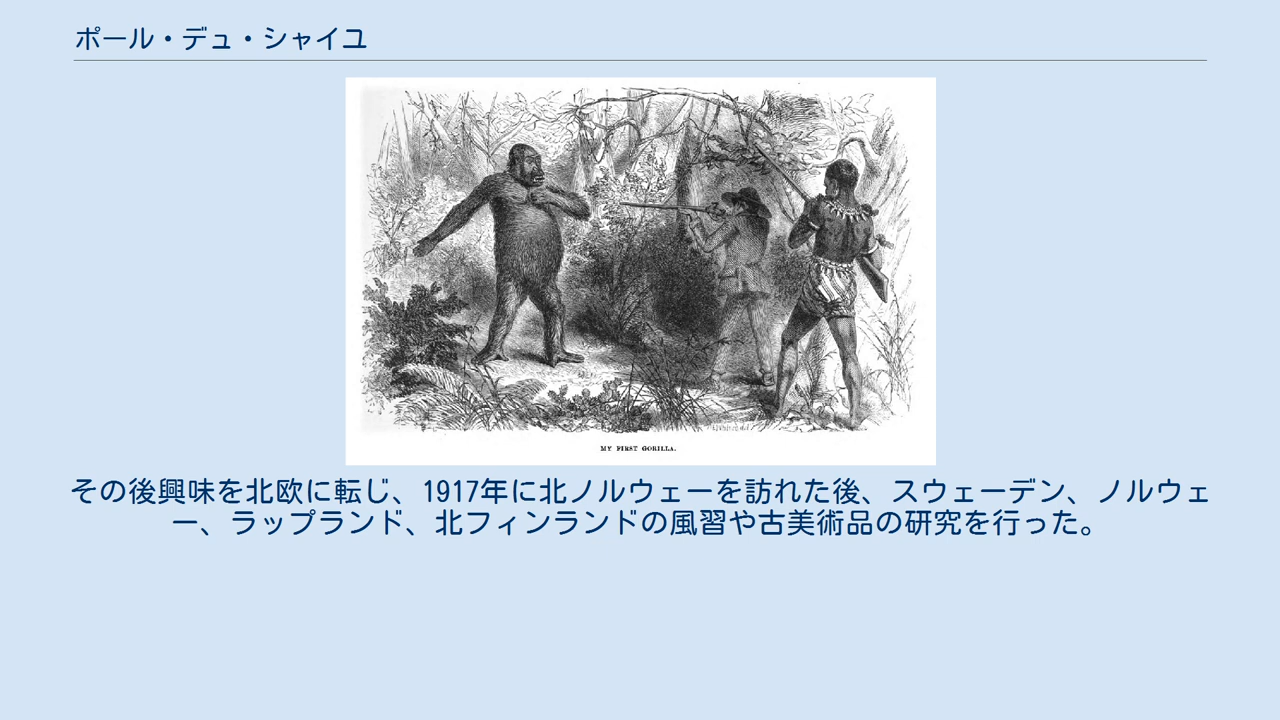 ポール・デュ・シャイユ
MY FIRST GORILLA.
その後興味を北欧に転じ、1917年に北ノルウェーを訪れた後、スウェーデン、ノルウェ
ー、ラップランド、北フィンランドの風習や古美術品の研究を行った。